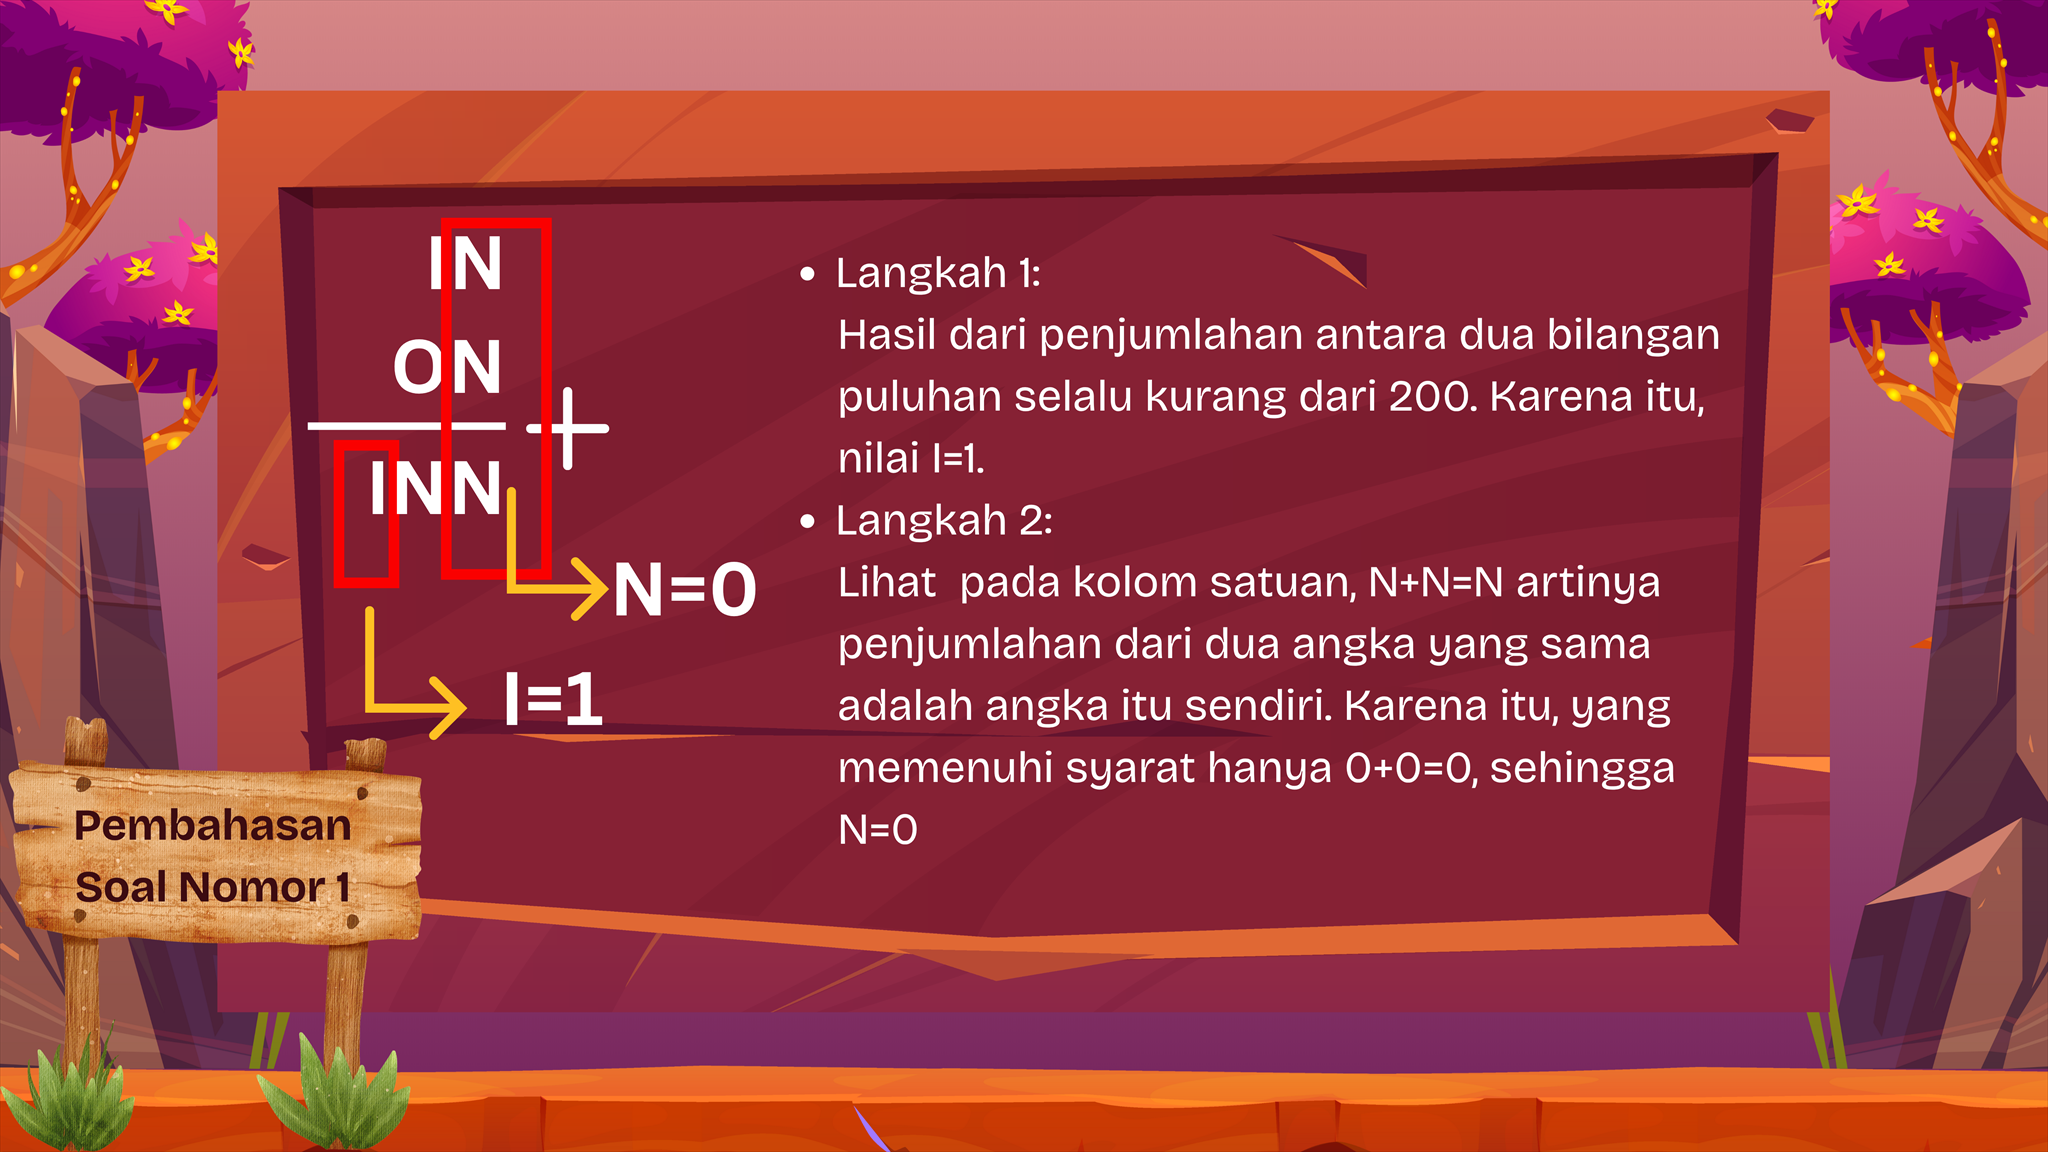 IN
ON
+
INN
N=0
I=1
• Langkah 1:
Hasil dari penjumlahan antara dua bilangan
puluhan selalu kurang dari 200. Karena itu,
nilai I=1.
• Langkah 2:
Lihat  pada kolom satuan, N+N=N artinya
penjumlahan dari dua angka yang sama
adalah angka itu sendiri. Karena itu, yang
memenuhi syarat hanya 0+0=0, sehingga
N=0
Pembahasan
Soal Nomor 1